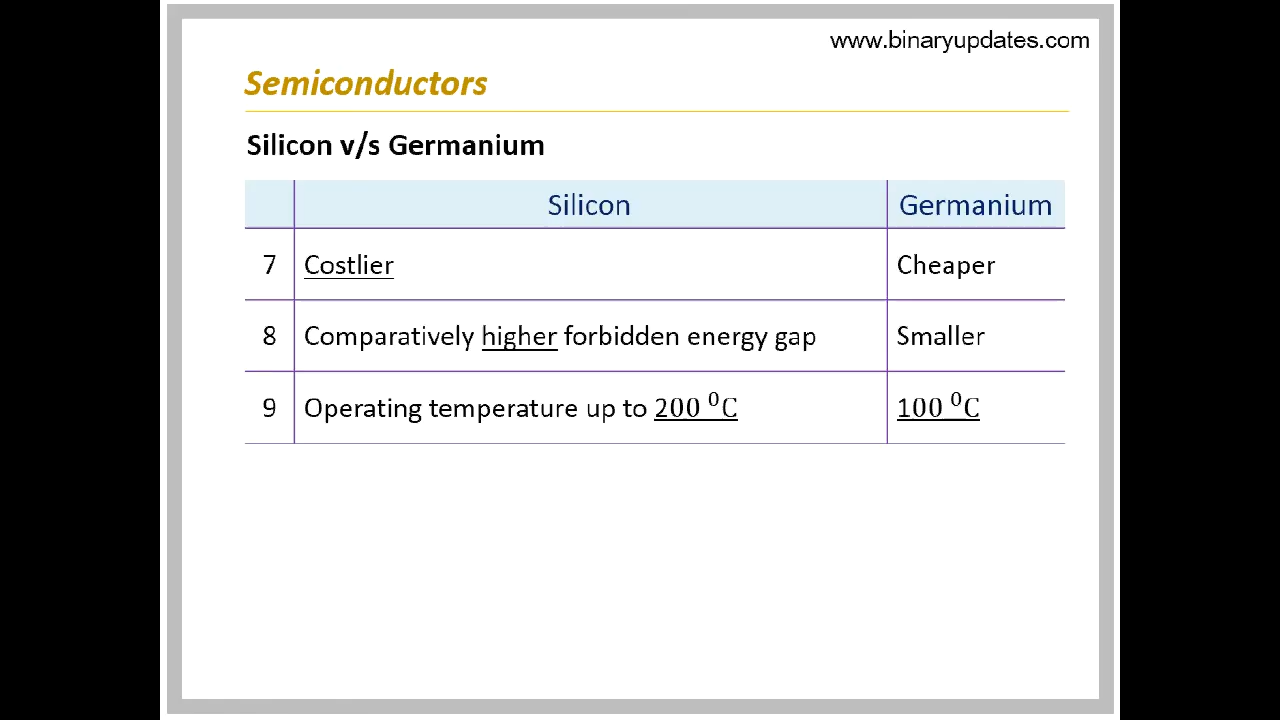 www.binaryupdates.com
Semiconductors
Silicon v/s Germanium
Silicon Germanium
7 Costlier Cheaper
8 Comparatively higher forbidden energy gap Smaller
9 Operating temperature up to 200 ⁰C 100 ⁰C